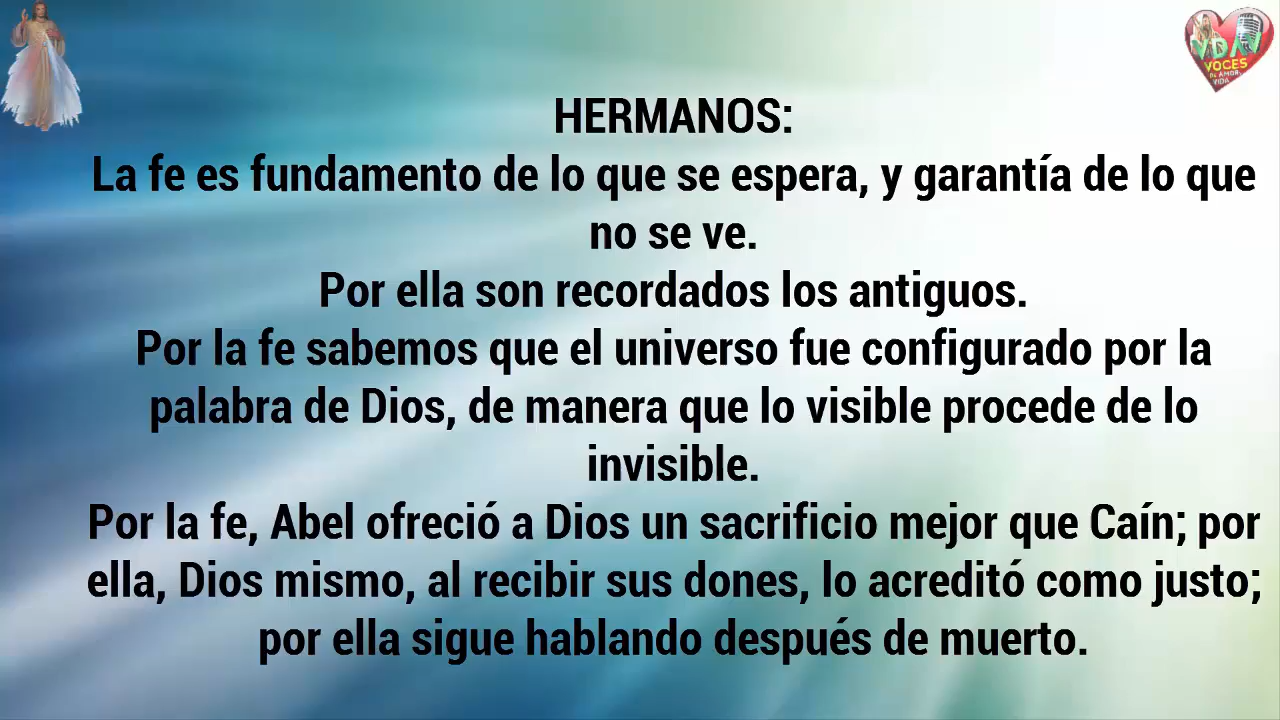 VDAV
VOCES
DE AMOR
VIDA
HERMANOS:
La fe es fundamento de lo que se espera, y garantía de lo que
no se ve.
Por ella son recordados los antiguos.
Por la fe sabemos que el universo fue configurado por la
palabra de Dios, de manera que lo visible procede de lo
invisible.
Por la fe, Abel ofreció a Dios un sacrificio mejor que Caín; por
ella, Dios mismo, al recibir sus dones, lo acreditó como justo;
por ella sigue hablando después de muerto.